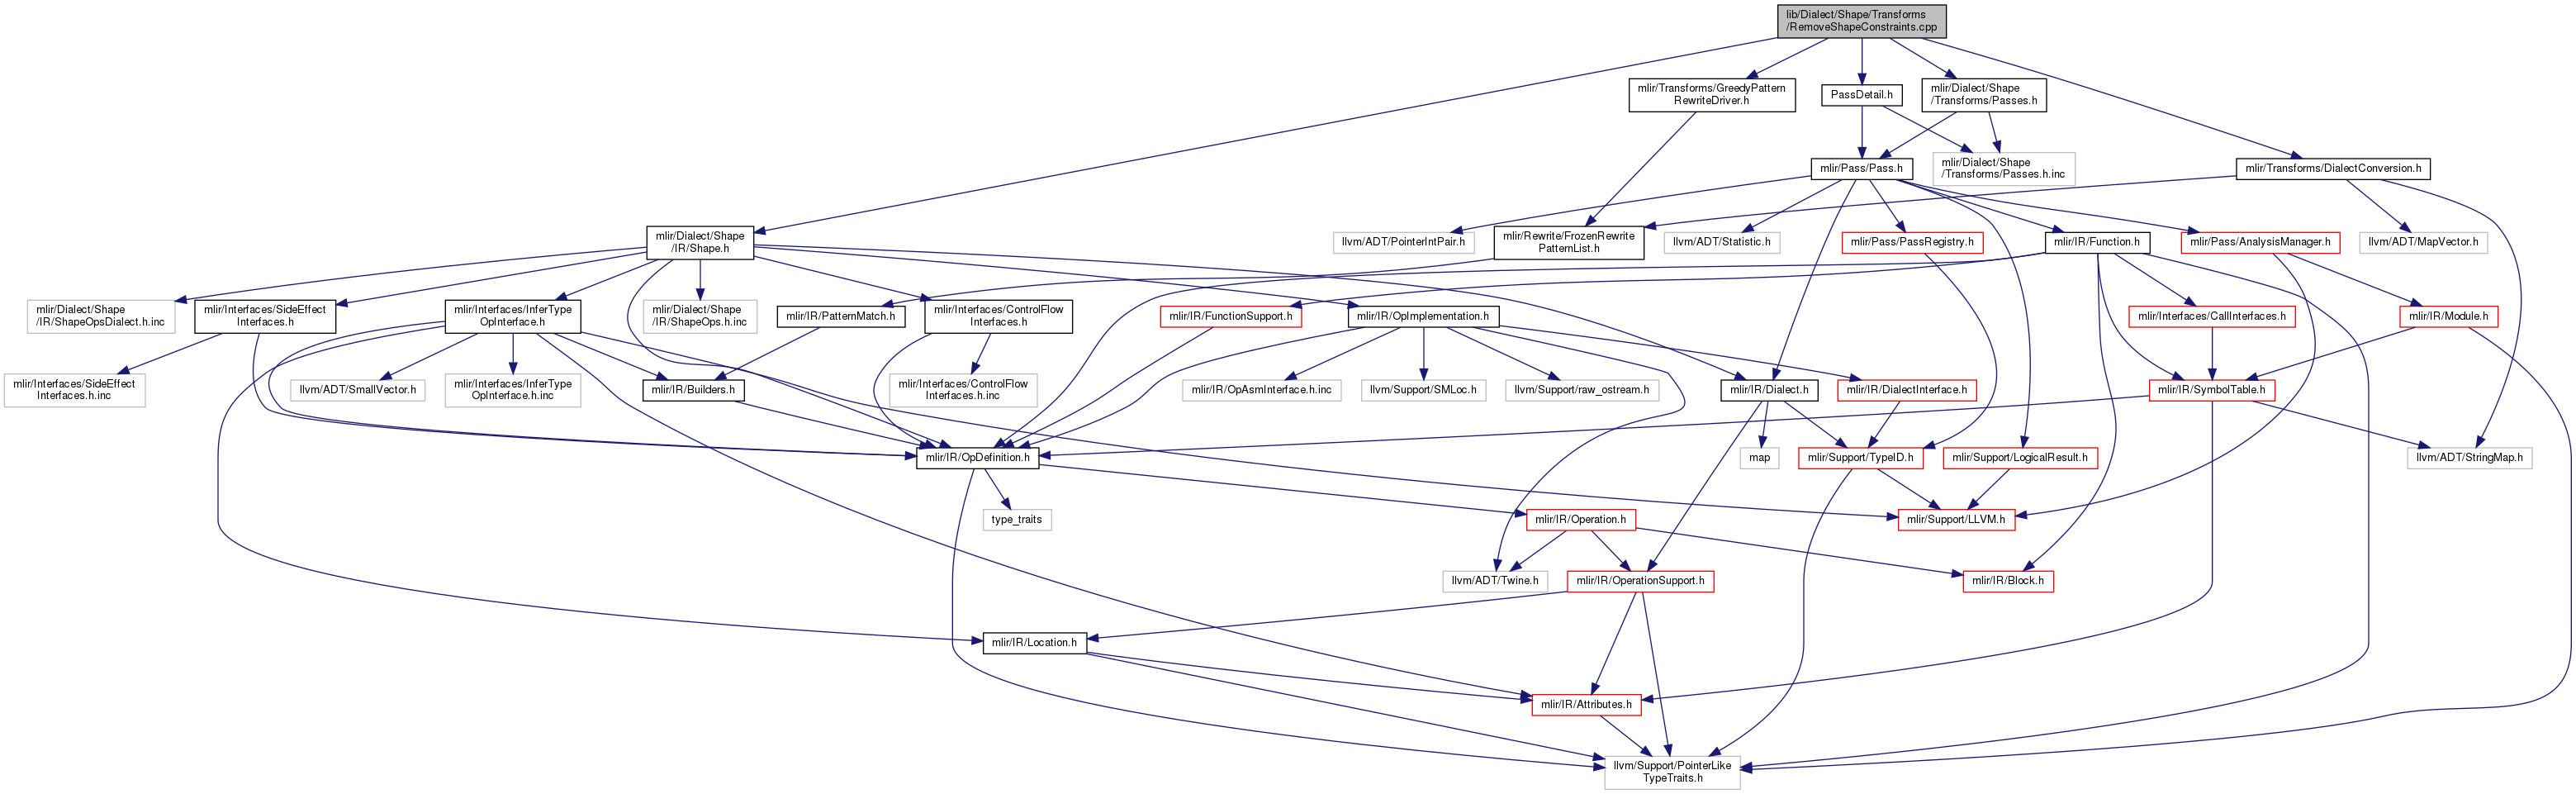 lib/Dialect/Shape/Transforms
/RemoveShapeConstraints.cpp
mlir/Transforms/GreedyPattern
RewriteDriver.h
PassDetail.h
mlir/Dialect/Shape
/Transforms/Passes.h
mlir/Pass/Pass.h
mlir/Dialect/Shape
/Transforms/Passes.h.inc
mlir/Transforms/DialectConversion.h
mlir/Dialect/Shape
/IR/Shape.h
llvm/ADT/PointerIntPair.h
mlir/Rewrite/FrozenRewrite
PatternList.h
llvm/ADT/Statistic.h
mlir/Pass/PassRegistry.h
mlir/IR/Function.h
mlir/Pass/AnalysisManager.h
llvm/ADT/MapVector.h
mlir/Dialect/Shape
/IR/ShapeOpsDialect.h.inc
mlir/Interfaces/SideEffect
Interfaces.h
mlir/Interfaces/InferType
OpInterface.h
mlir/Dialect/Shape
/IR/ShapeOps.h.inc
mlir/IR/PatternMatch.h
mlir/Interfaces/ControlFlow
Interfaces.h
mlir/IR/FunctionSupport.h
mlir/IR/OpImplementation.h
mlir/Interfaces/CallInterfaces.h
mlir/IR/Module.h
mlir/Interfaces/SideEffect
Interfaces.h.inc
llvm/ADT/SmallVector.h
mlir/Interfaces/InferType
OpInterface.h.inc
mlir/IR/Builders.h
mlir/Interfaces/ControlFlow
Interfaces.h.inc
mlir/IR/OpAsmInterface.h.inc
llvm/Support/SMLoc.h
llvm/Support/raw_ostream.h
mlir/IR/Dialect.h
mlir/IR/DialectInterface.h
mlir/IR/SymbolTable.h
mlir/IR/OpDefinition.h
map
mlir/Support/TypeID.h
mlir/Support/LogicalResult.h
llvm/ADT/StringMap.h
type_traits
mlir/IR/Operation.h
mlir/Support/LLVM.h
llvm/ADT/Twine.h
mlir/IR/OperationSupport.h
mlir/IR/Block.h
mlir/IR/Location.h
mlir/IR/Attributes.h
llvm/Support/PointerLike
TypeTraits.h